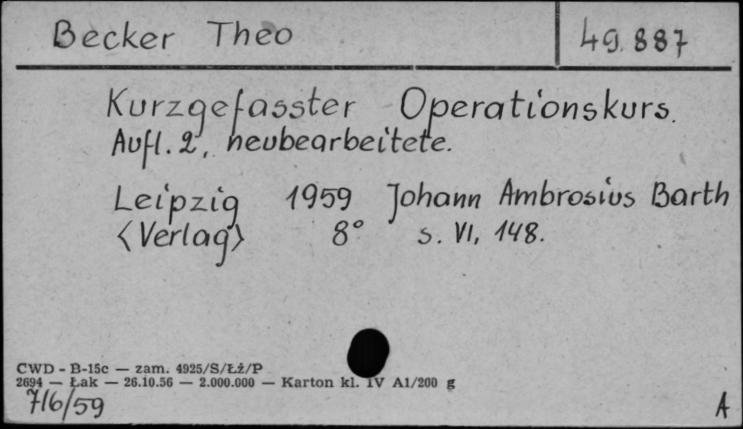 Becker Theo 49.887
Kurzgefasster Operationskurs.
Aufl. 2, neubearbeitete.
Leipzig 1959 Johann Ambrosius Barth
<Verlag> 8° s. VI, 148.
CWD - B-15c — zam. 4925/S/Łż/P
2694 — Łak — 26.10.56 — 2.000.000 — Karton kl. IV A1/200 g
716/59 A